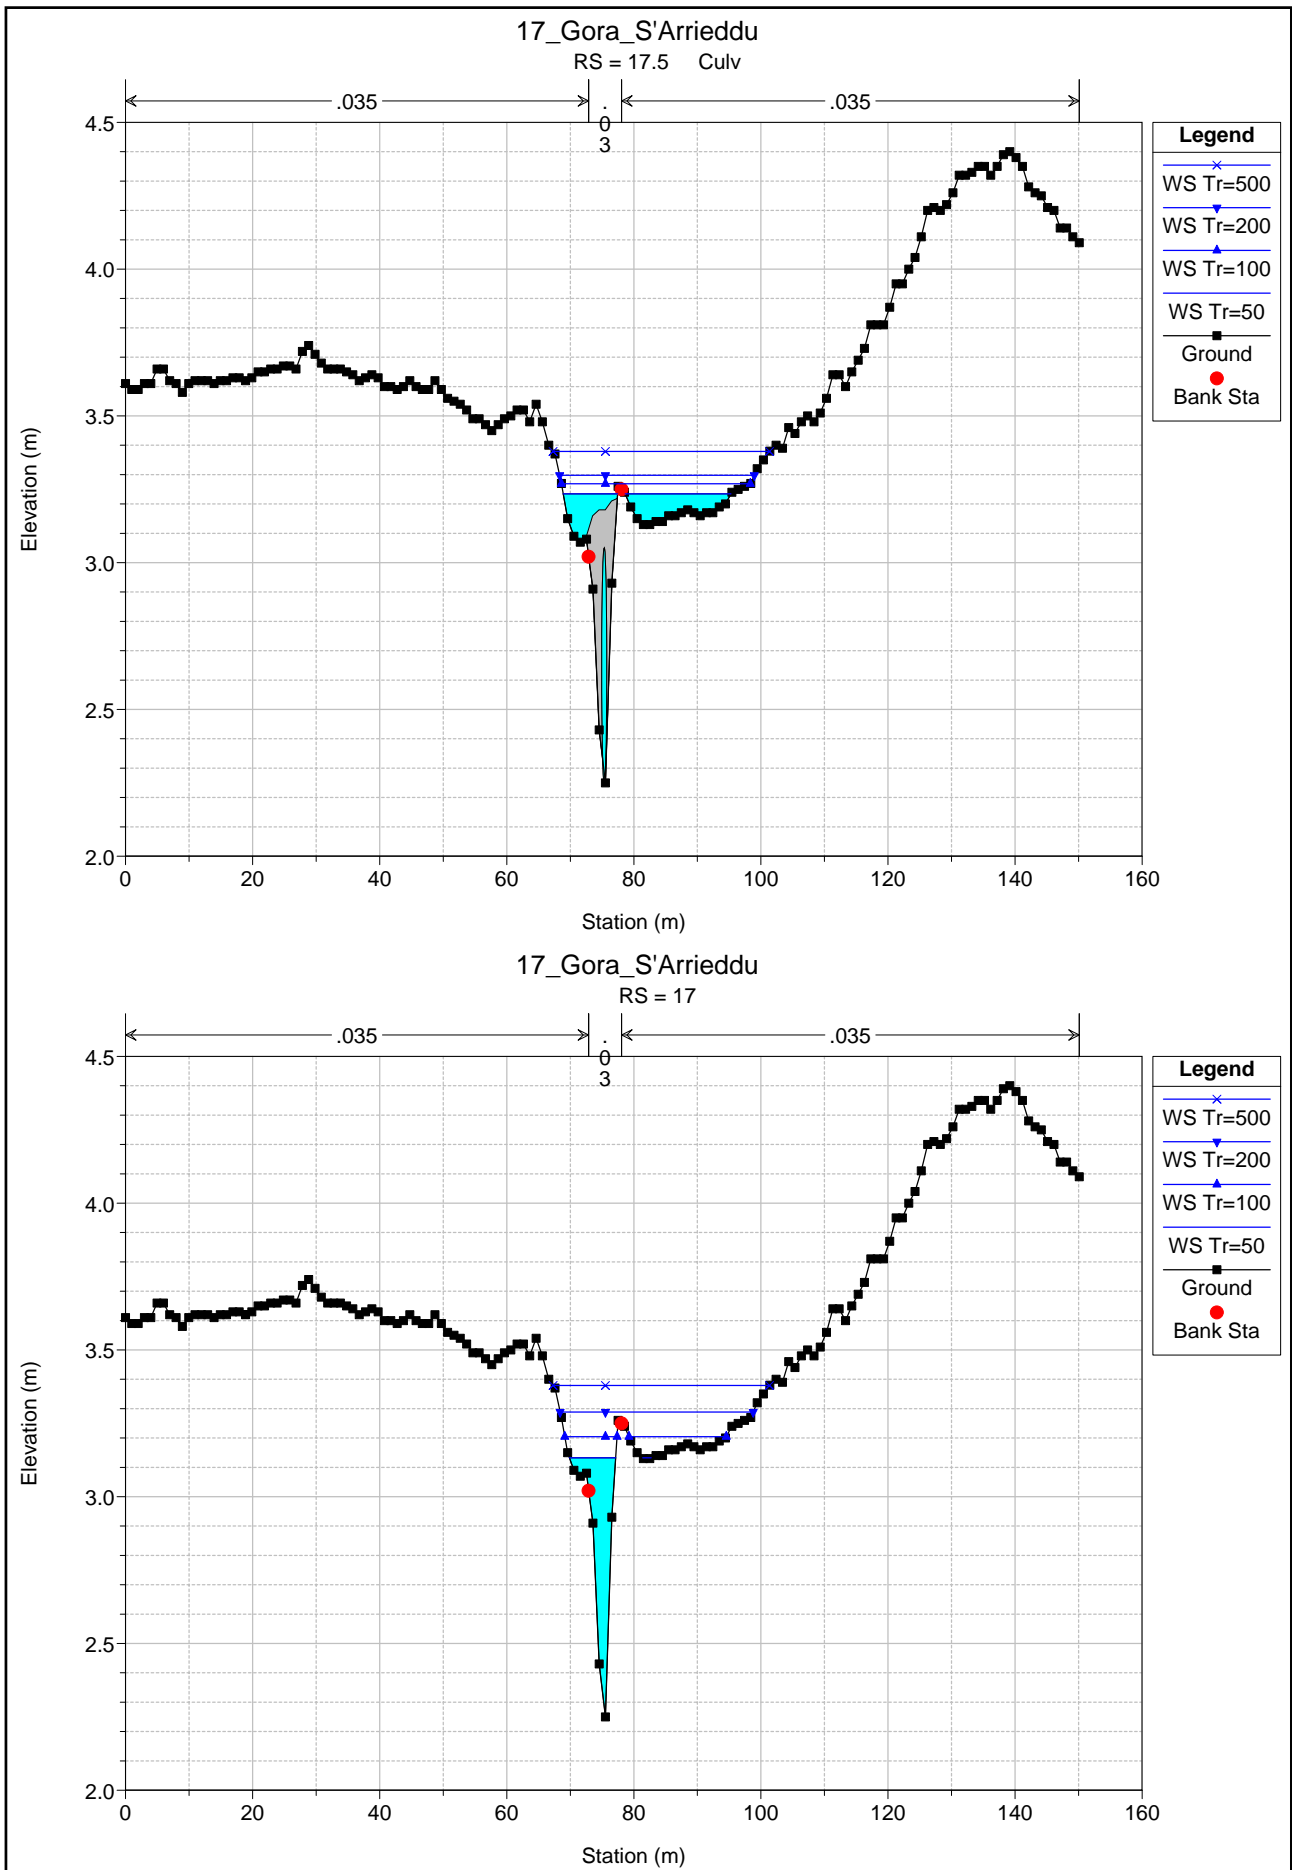 17_Gora_S'Arrieddu
RS = 17.5 Culv
.035
.03
.035
4.5
4.0
3.5
3.0
2.5
2.0
Elevation (m)
0 20 40 60 80 100 120 140 160
Station (m)
Legend
WS Tr=500
WS Tr=200
WS Tr=100
WS Tr=50
Ground
Bank Sta
17_Gora_S'Arrieddu
RS = 17
.035
.03
.035
4.5
4.0
3.5
3.0
2.5
2.0
Elevation (m)
0 20 40 60 80 100 120 140 160
Station (m)
Legend
WS Tr=500
WS Tr=200
WS Tr=100
WS Tr=50
Ground
Bank Sta